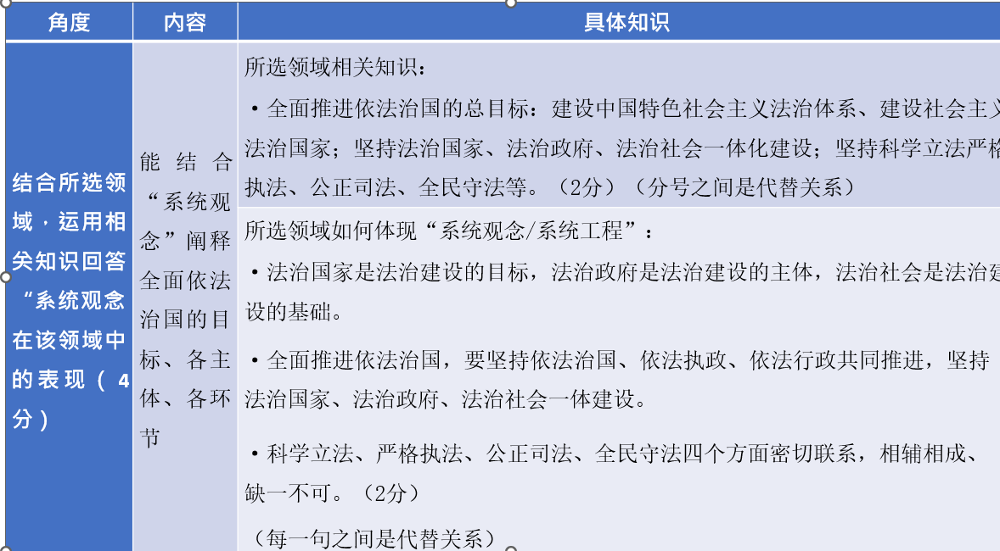 角度
内容
具体知识
结合所选领
域，运用相
关知识回答
“系统观念
在该领域中
的表现（4
分）
能结合
“系统观
念”阐释
全面依法
治国的目
标、各主
体、各环
节
所选领域相关知识：
•全面推进依法治国的总目标：建设中国特色社会主义法治体系、建设社会主义
法治国家；坚持法治国家、法治政府、法治社会一体化建设；坚持科学立法严格
执法、公正司法、全民守法等。（2分）（分号之间是代替关系）
所选领域如何体现“系统观念/系统工程”：
•法治国家是法治建设的目标，法治政府是法治建设的主体，法治社会是法治建
设的基础。
•全面推进依法治国，要坚持依法治国、依法执政、依法行政共同推进，坚持
法治国家、法治政府、法治社会一体建设。
•科学立法、严格执法、公正司法、全民守法四个方面密切联系，相辅相成、
缺一不可。（2分）
（每一句之间是代替关系）